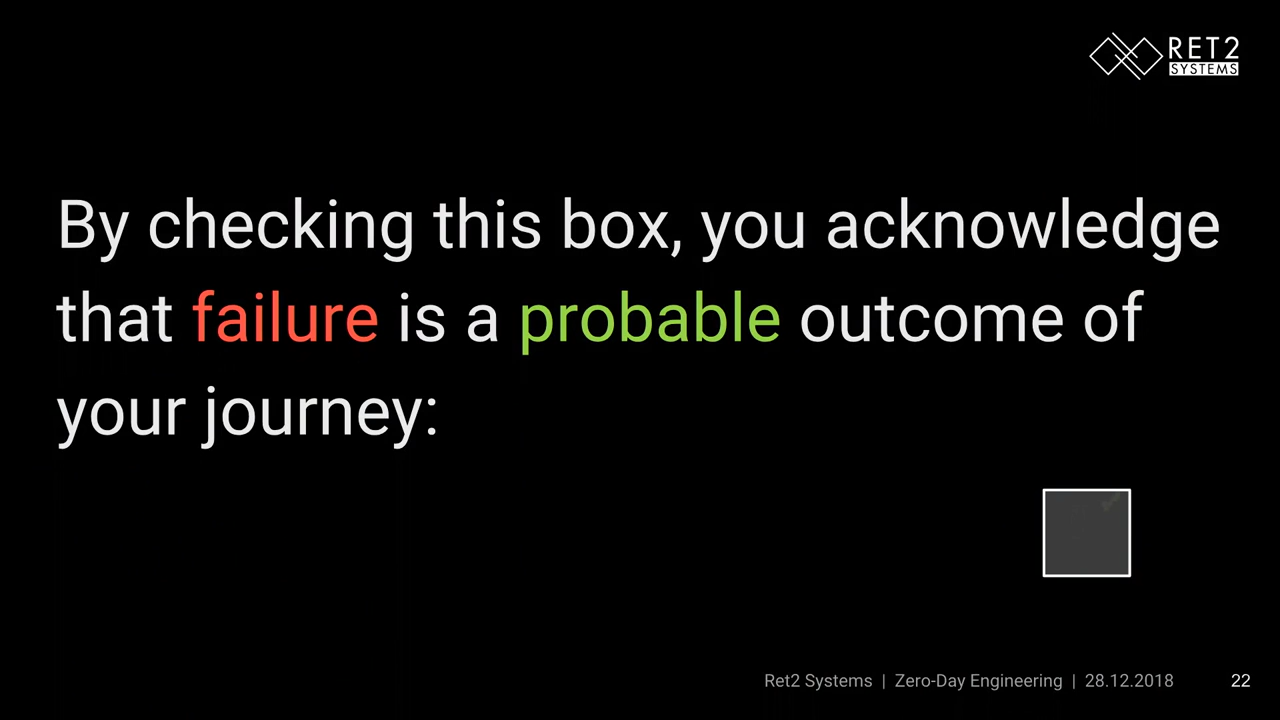 RET2
SYSTEMS
By checking this box, you acknowledge
that failure is a probable outcome of
your journey:
Ret2 Systems | Zero-Day Engineering | 28.12.2018 22